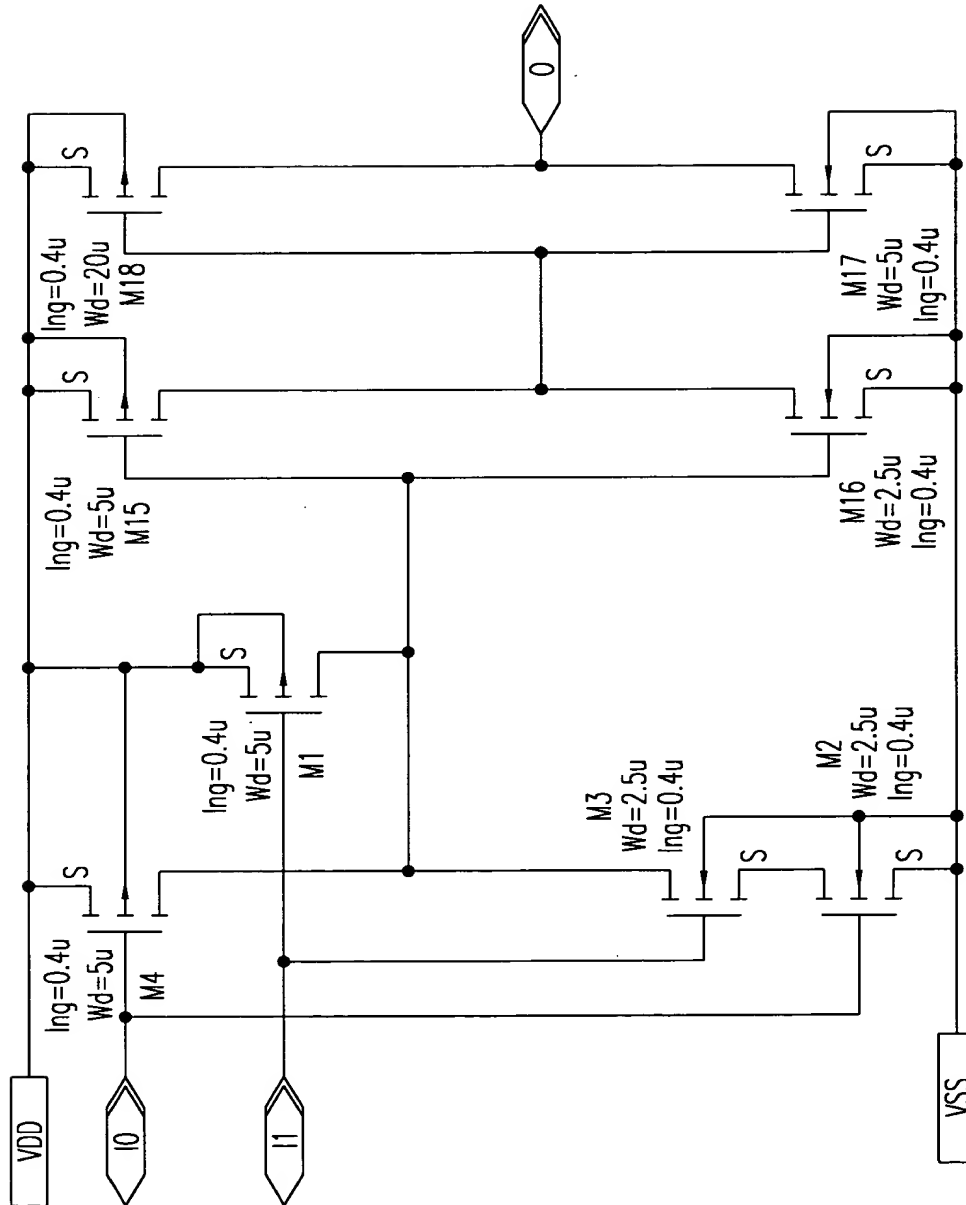 VDD
I0
I1
VSS
lng=0.4u
Wd=5u
M4
S
lng=0.4u
Wd=5u
M1
S
M3
Wd=2.5u
lng=0.4u
S
M2
Wd=2.5u
lng=0.4u
S
lng=0.4u
Wd=5u
M15
S
M16
Wd=2.5u
lng=0.4u
S
lng=0.4u
Wd=20u
M18
S
M17
Wd=5u
lng=0.4u
S
O